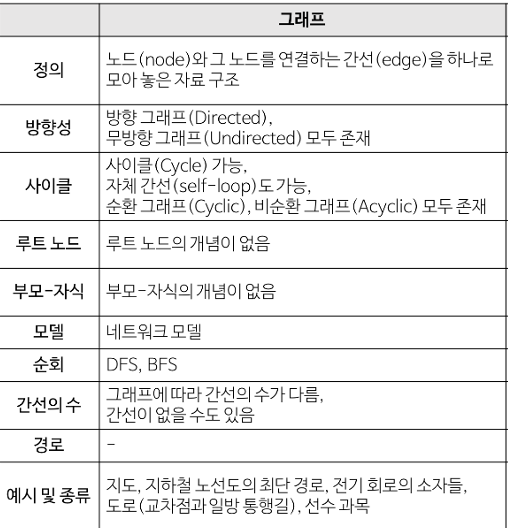 그래프
정의
노드(node)와 그 노드를 연결하는 간선(edge)을 하나로
모아 놓은 자료 구조
방향성
방향 그래프(Directed),
무방향 그래프(Undirected) 모두 존재
사이클
사이클(Cycle) 가능,
자체 간선(self-loop)도 가능,
순환 그래프(Cyclic), 비순환 그래프(Acyclic) 모두 존재
루트 노드
루트 노드의 개념이 없음
부모-자식
부모-자식의 개념이 없음
모델
네트워크 모델
순회
DFS, BFS
간선의 수
그래프에 따라 간선의 수가 다름,
간선이 없을 수도 있음
경로
-
예시 및 종류
지도, 지하철 노선도의 최단 경로, 전기 회로의 소자들,
도로(교차점과 일방 통행길), 선수 과목